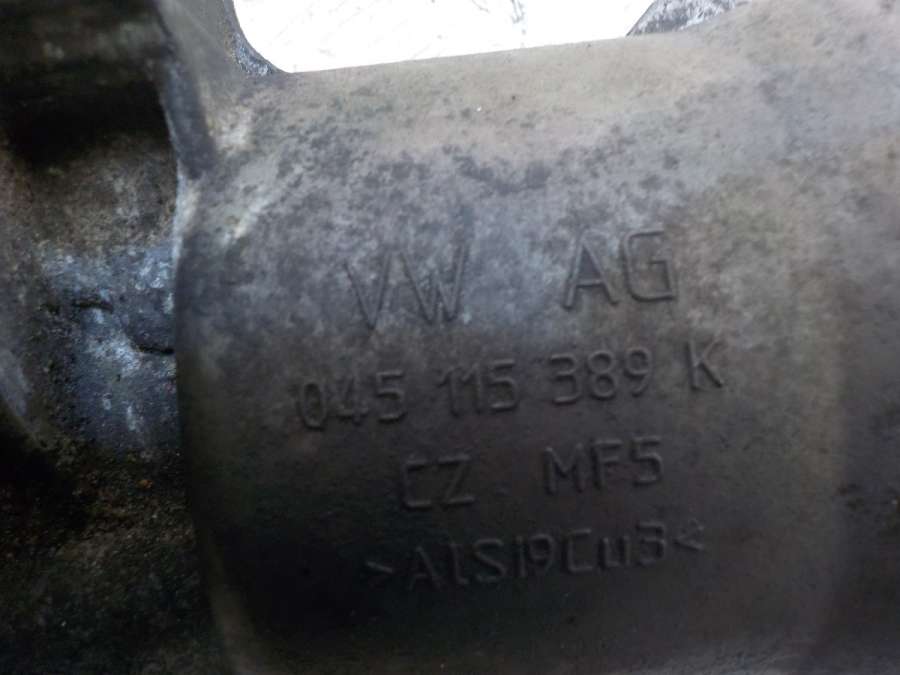 VW AG
045 115 389 K
CZ MF5
>AlSi9Cu3<